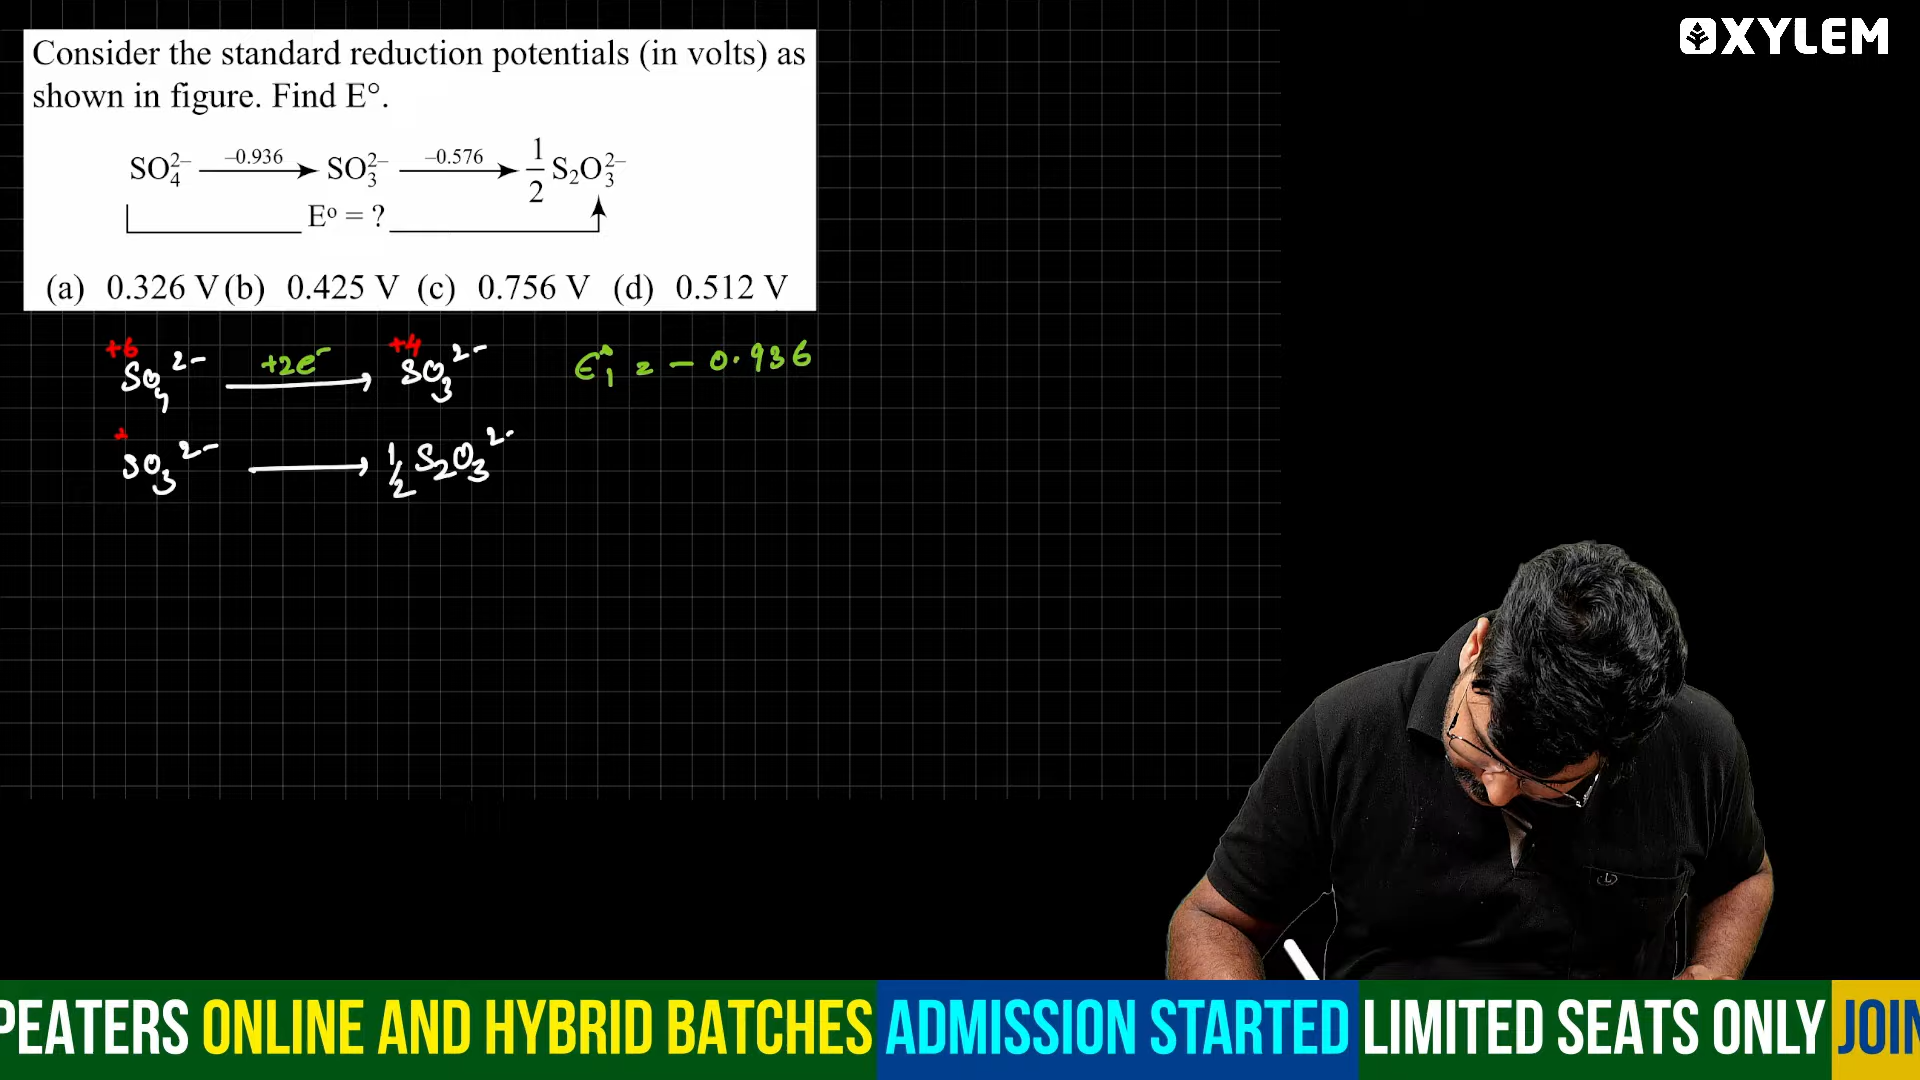 XYLEM
Consider the standard reduction potentials (in volts) as
shown in figure. Find E°.
SO₄²⁻ —–0.936→ SO₃²⁻ —–0.576→ 1/2 S₂O₃²⁻
E° = ?
(a) 0.326 V (b) 0.425 V (c) 0.756 V (d) 0.512 V
+6 +4
SO₄²⁻ +2e⁻ → SO₃²⁻ E°₁ = – 0.936
SO₃²⁻ → 1/2 S₂O₃²⁻
PEATERS ONLINE AND HYBRID BATCHES ADMISSION STARTED LIMITED SEATS ONLY JOIN